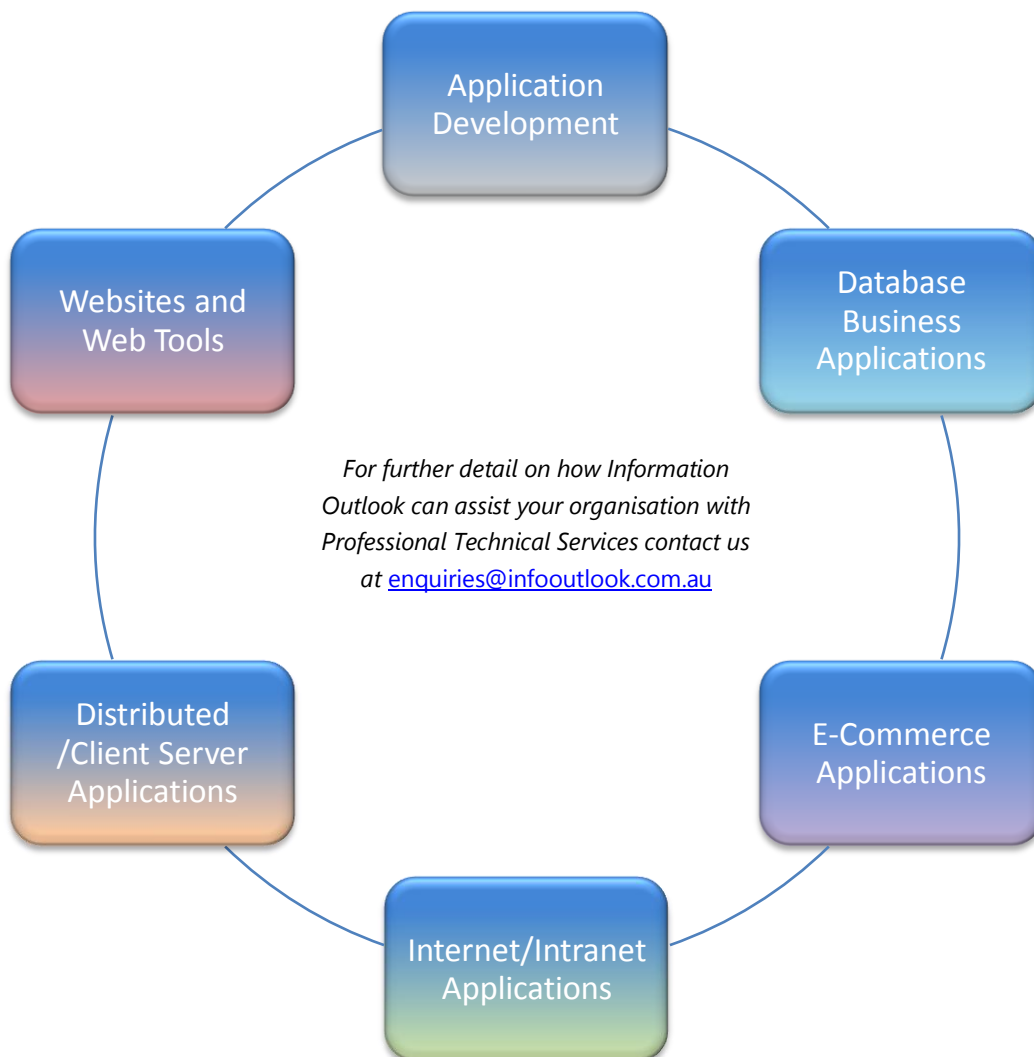 Application
Development
Websites and
Web Tools
Database
Business
Applications
For further detail on how Information
Outlook can assist your organisation with
Professional Technical Services contact us
at enquiries@infooutlook.com.au
Distributed
/Client Server
Applications
E-Commerce
Applications
Internet/Intranet
Applications